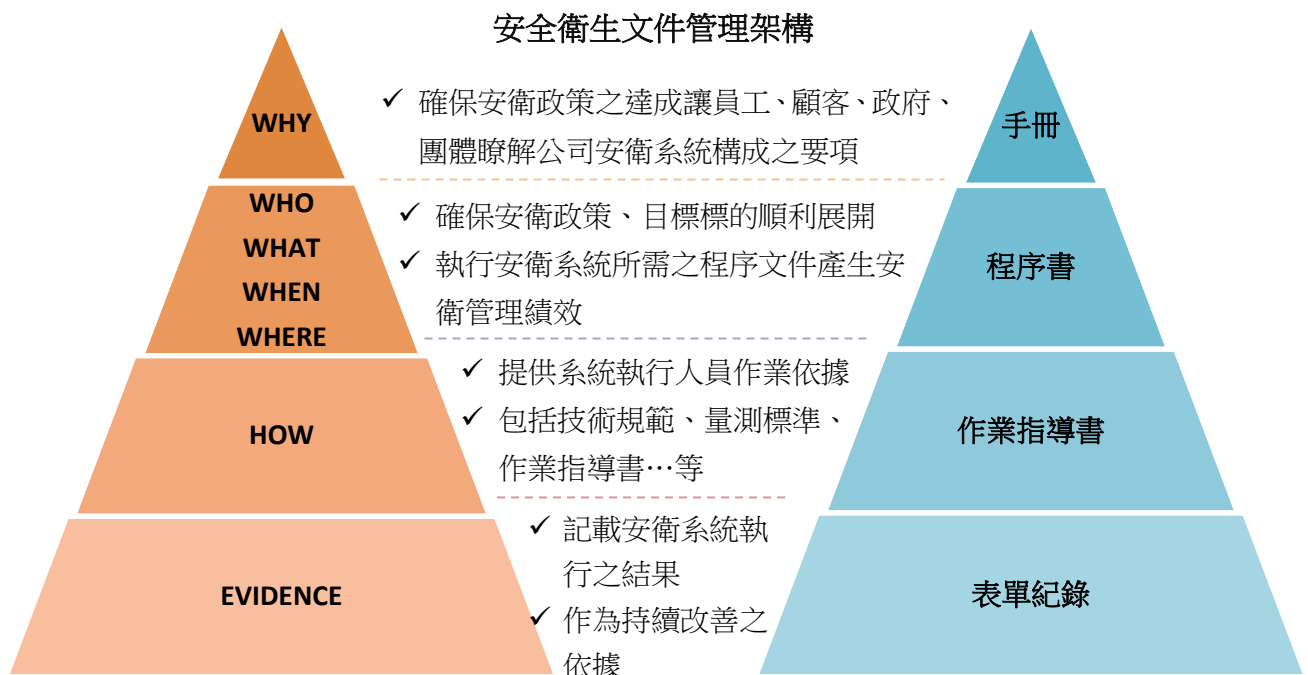 安全衛生文件管理架構
WHY
✓ 確保安衛政策之達成讓員工、顧客、政府、
團體瞭解公司安衛系統構成之要項
手冊
WHO
WHAT
WHEN
WHERE
✓ 確保安衛政策、目標標的順利展開
✓ 執行安衛系統所需之程序文件產生安
衛管理績效
程序書
HOW
✓ 提供系統執行人員作業依據
✓ 包括技術規範、量測標準、
作業指導書…等
作業指導書
EVIDENCE
✓ 記載安衛系統執
行之結果
✓ 作為持續改善之
依據
表單紀錄